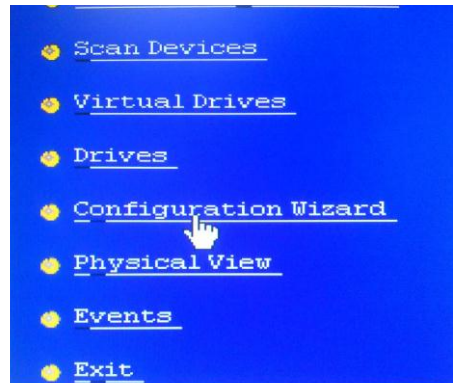 Scan Devices
Virtual Drives
Drives
Configuration Wizard
Physical View
Events
Exit